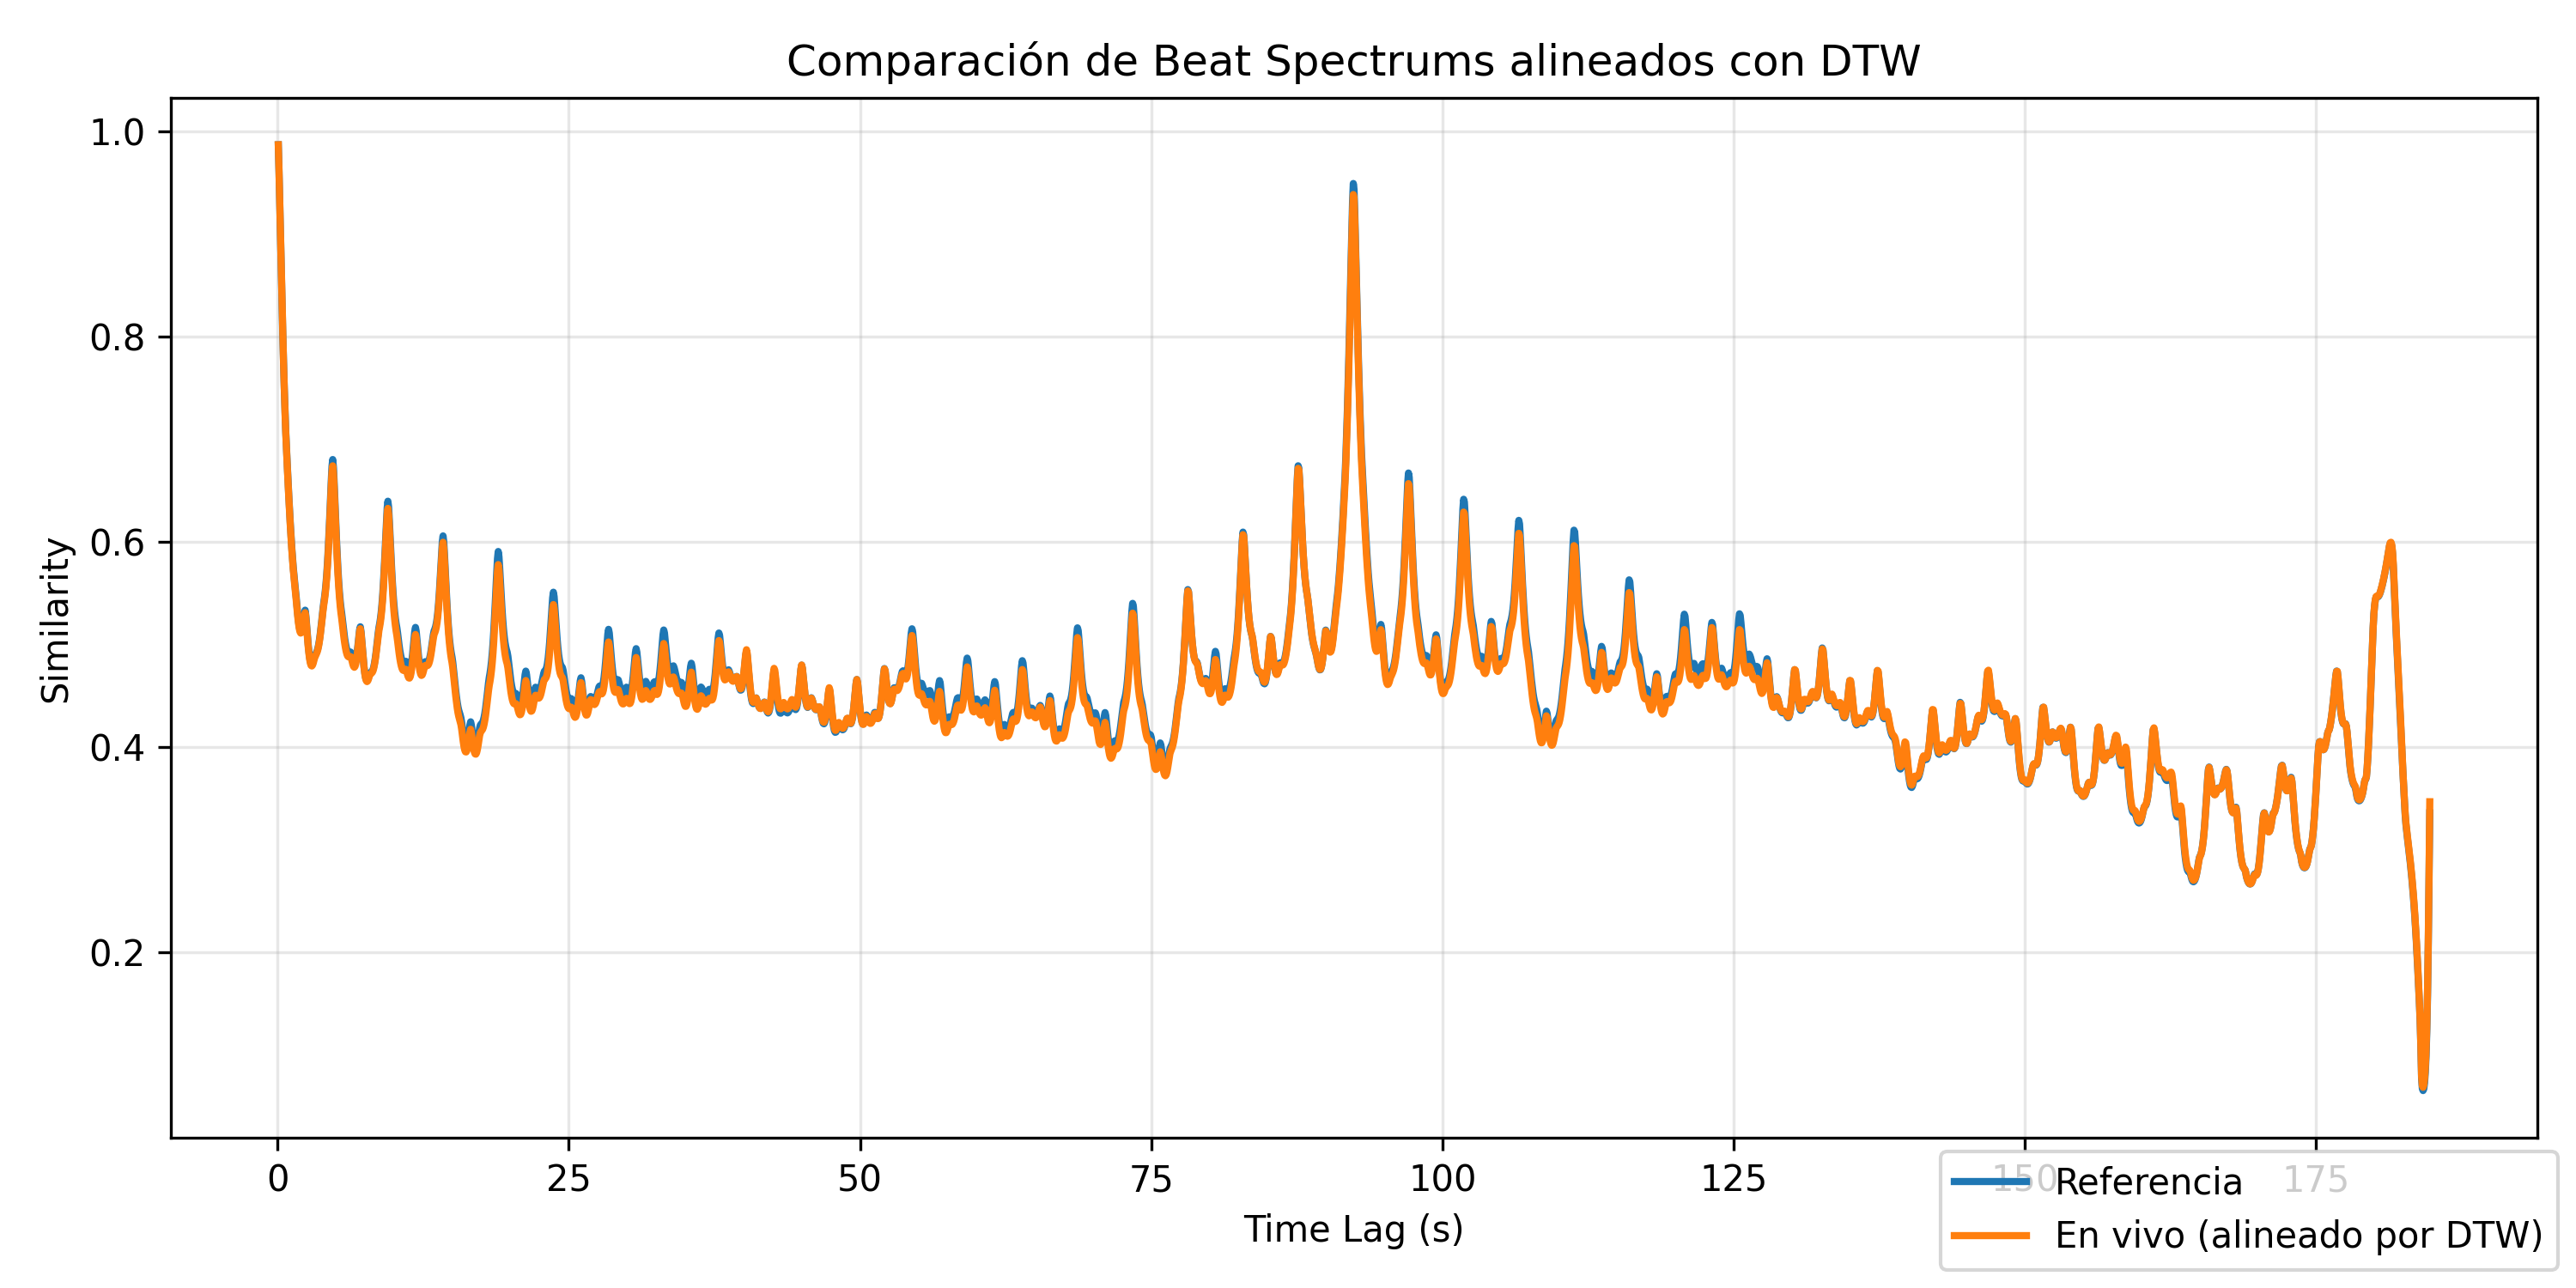 Comparación de Beat Spectrums alineados con DTW
Similarity
1.0
0.8
0.6
0.4
0.2
0 25 50 75 100 125 150 175
Time Lag (s)
Referencia
En vivo (alineado por DTW)